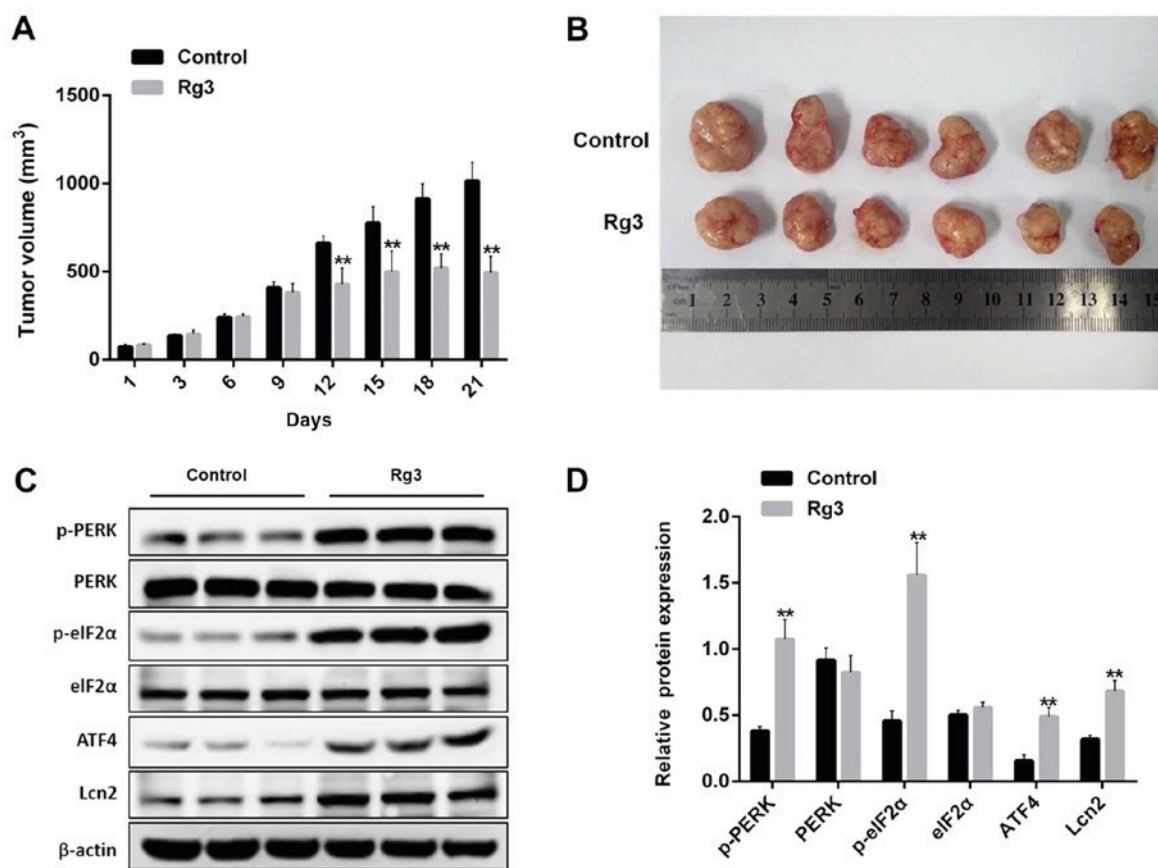 A
Control
Rg3
Tumor volume (mm³)
1500
1000
500
0
1 3 6 9 12 15 18 21
** ** ** **
Days
B
Control
Rg3
cm 1 2 3 4 5 6 7 8 9 10 11 12 13 14 15
C
Control Rg3
p-PERK
PERK
p-eIF2α
eIF2α
ATF4
Lcn2
β-actin
D
Control
Rg3
Relative protein expression
2.0
1.5
1.0
0.5
0.0
** ** ** **
p-PERK PERK p-eIF2α eIF2α ATF4 Lcn2